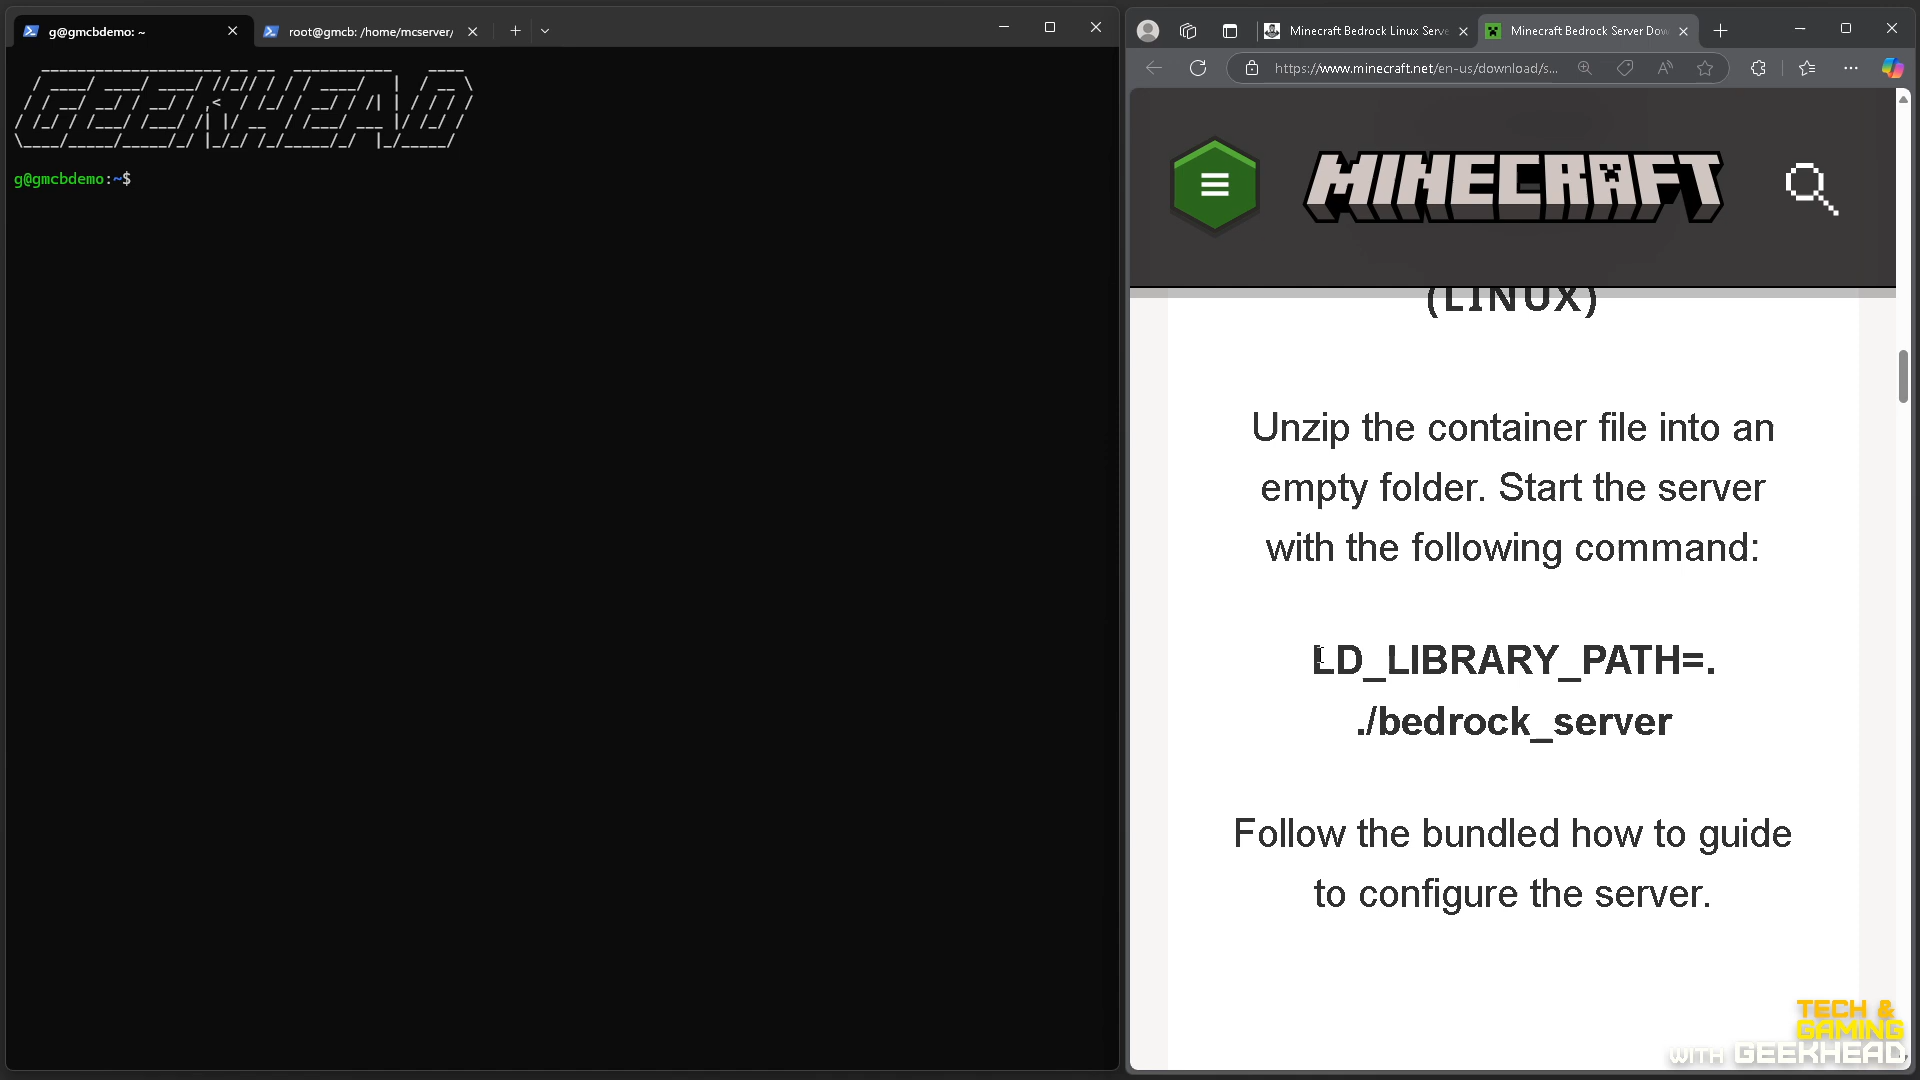 g@gmcbdemo: ~
root@gmcb: /home/mcserver/
GEEKHEAD
g@gmcbdemo:~$
Minecraft Bedrock Linux Serve
Minecraft Bedrock Server Dow
https://www.minecraft.net/en-us/download/s...
MINECRAFT
(LINUX)
Unzip the container file into an
empty folder. Start the server
with the following command:
LD_LIBRARY_PATH=.
./bedrock_server
Follow the bundled how to guide
to configure the server.
TECH &
GAMING
WITH GEEKHEAD